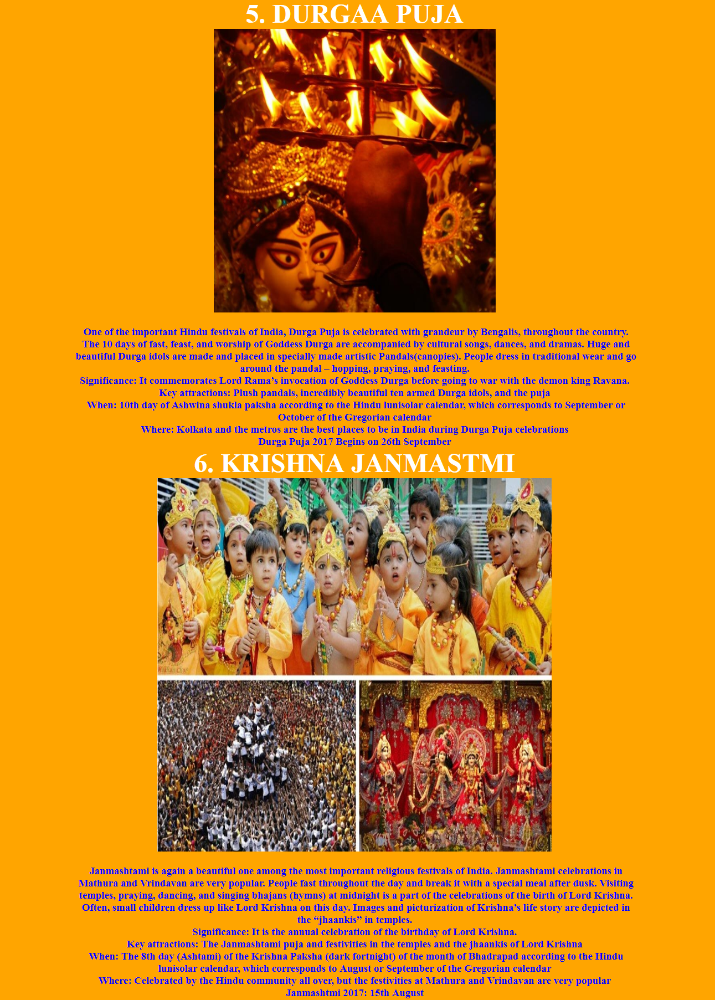 5. DURGAA PUJA
One of the important Hindu festivals of India, Durga Puja is celebrated with grandeur by Bengalis, throughout the country.
The 10 days of fast, feast, and worship of Goddess Durga are accompanied by cultural songs, dances, and dramas. Huge and
beautiful Durga idols are made and placed in specially made artistic Pandals(canopies). People dress in traditional wear and go
around the pandal – hopping, praying, and feasting.
Significance: It commemorates Lord Rama’s invocation of Goddess Durga before going to war with the demon king Ravana.
Key attractions: Plush pandals, incredibly beautiful ten armed Durga idols, and the puja
When: 10th day of Ashwina shukla paksha according to the Hindu lunisolar calendar, which corresponds to September or
October of the Gregorian calendar
Where: Kolkata and the metros are the best places to be in India during Durga Puja celebrations
Durga Puja 2017 Begins on 26th September
6. KRISHNA JANMASTMI
Makhan Chor
Janmashtami is again a beautiful one among the most important religious festivals of India. Janmashtami celebrations in
Mathura and Vrindavan are very popular. People fast throughout the day and break it with a special meal after dusk. Visiting
temples, praying, dancing, and singing bhajans (hymns) at midnight is a part of the celebrations of the birth of Lord Krishna.
Often, small children dress up like Lord Krishna on this day. Images and picturization of Krishna’s life story are depicted in
the “jhaankis” in temples.
Significance: It is the annual celebration of the birthday of Lord Krishna.
Key attractions: The Janmashtami puja and festivities in the temples and the jhaankis of Lord Krishna
When: The 8th day (Ashtami) of the Krishna Paksha (dark fortnight) of the month of Bhadrapad according to the Hindu
lunisolar calendar, which corresponds to August or September of the Gregorian calendar
Where: Celebrated by the Hindu community all over, but the festivities at Mathura and Vrindavan are very popular
Janmashtmi 2017: 15th August